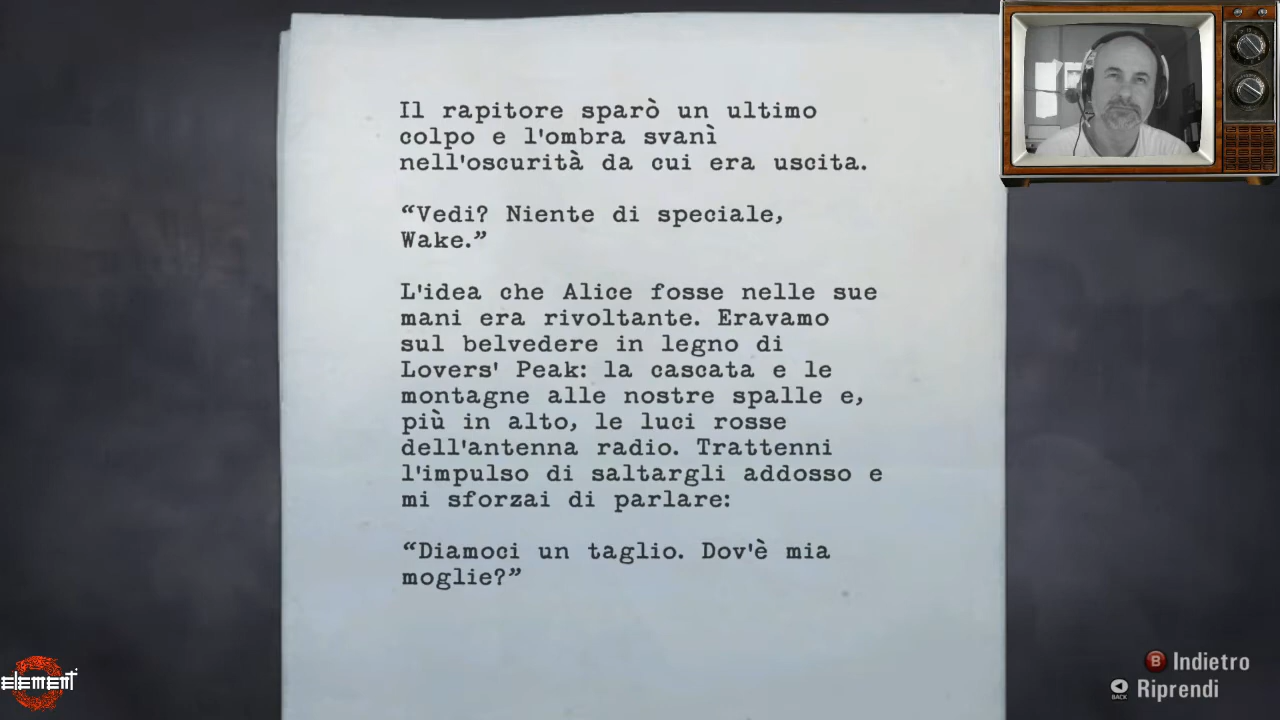 Il rapitore sparò un ultimo
colpo e l'ombra svanì
nell'oscurità da cui era uscita.
“Vedi? Niente di speciale,
Wake.”
L'idea che Alice fosse nelle sue
mani era rivoltante. Eravamo
sul belvedere in legno di
Lovers' Peak: la cascata e le
montagne alle nostre spalle e,
più in alto, le luci rosse
dell'antenna radio. Trattenni
l'impulso di saltargli addosso e
mi sforzai di parlare:
“Diamoci un taglio. Dov'è mia
moglie?”
element
B Indietro
BACK Riprendi